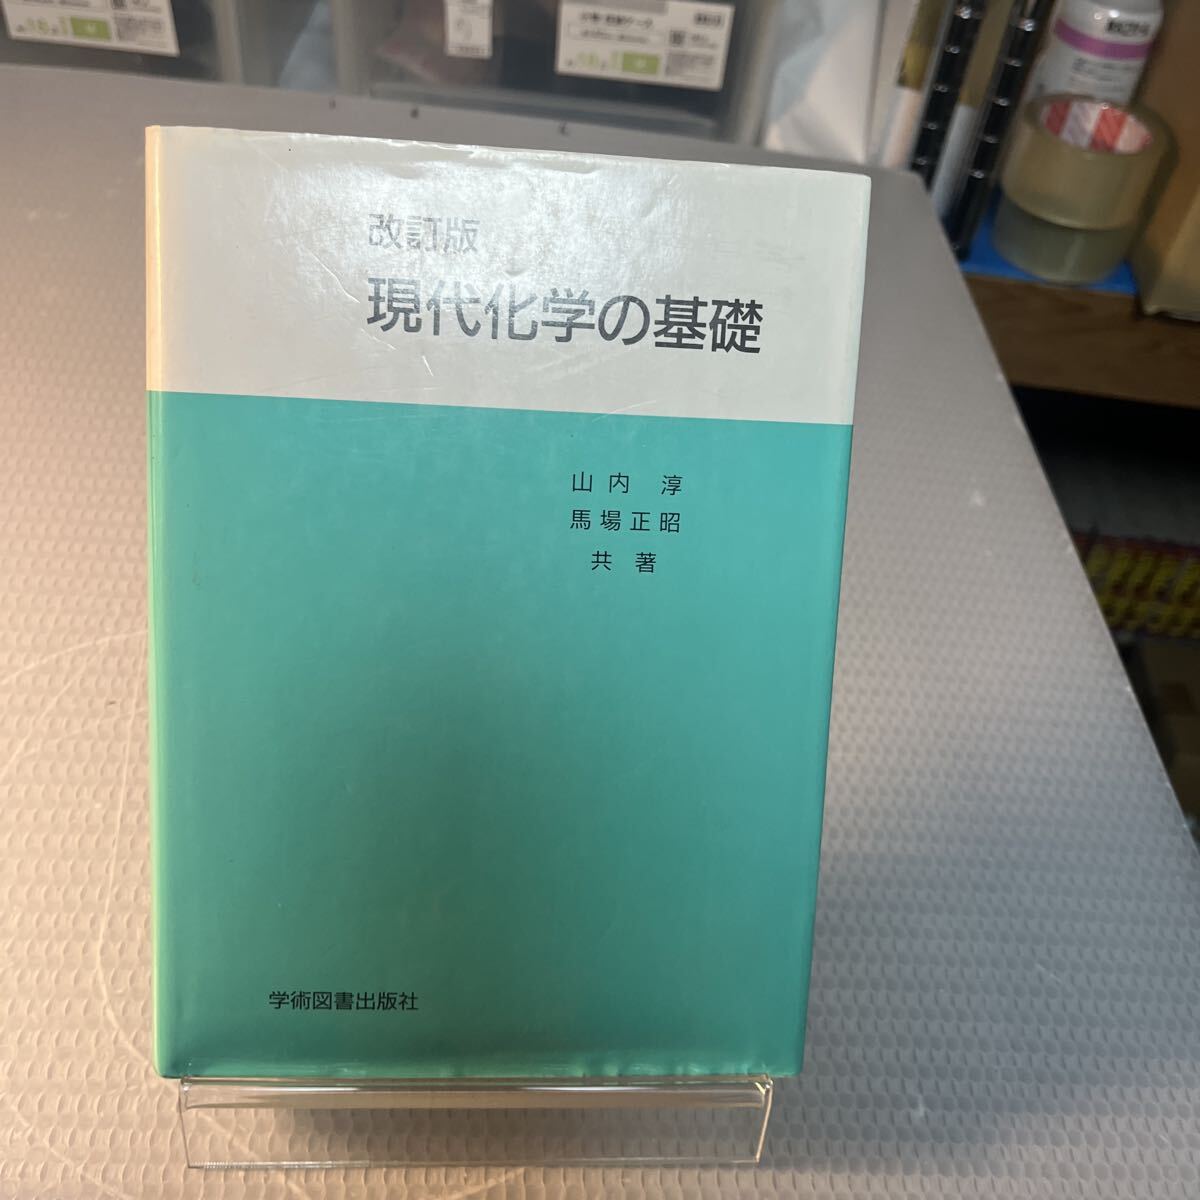 改訂版
現代化学の基礎
山内 淳
馬場正昭
共著
学術図書出版社